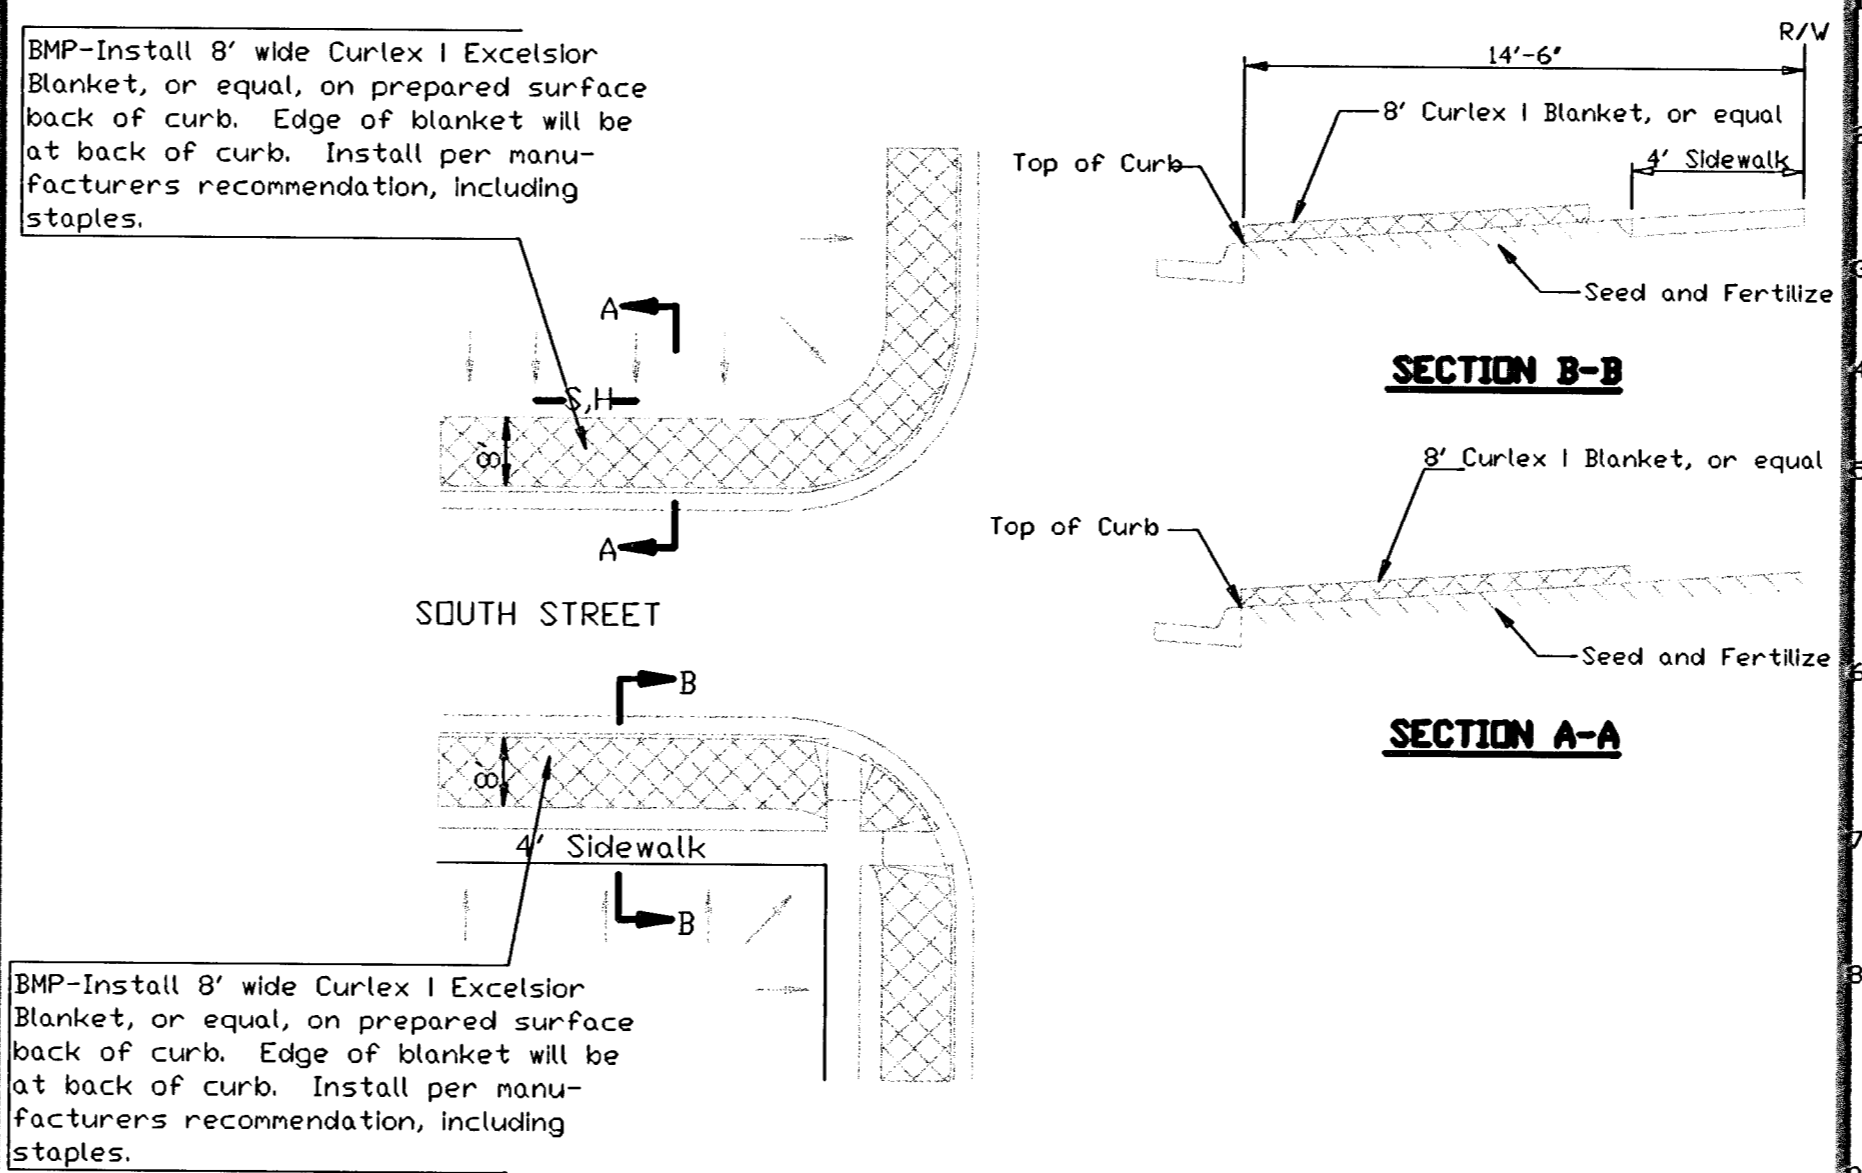 BMP-Install 8' wide Curlex I Excelsior
Blanket, or equal, on prepared surface
back of curb. Edge of blanket will be
at back of curb. Install per manu-
facturers recommendation, including
staples.
A
S,H
8'
A
SOUTH STREET
B
8'
4' Sidewalk
B
BMP-Install 8' wide Curlex I Excelsior
Blanket, or equal, on prepared surface
back of curb. Edge of blanket will be
at back of curb. Install per manu-
facturers recommendation, including
staples.
R/W
14'-6"
8' Curlex I Blanket, or equal
Top of Curb
4' Sidewalk
Seed and Fertilize
SECTION B-B
8' Curlex I Blanket, or equal
Top of Curb
Seed and Fertilize
SECTION A-A